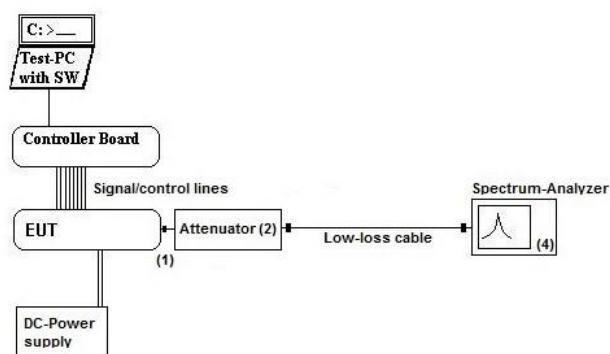 C: >__
Test-PC
with SW
Controller Board
Signal/control lines
Spectrum-Analyzer
EUT
Attenuator (2)
(4)
Low-loss cable
(1)
DC-Power
supply